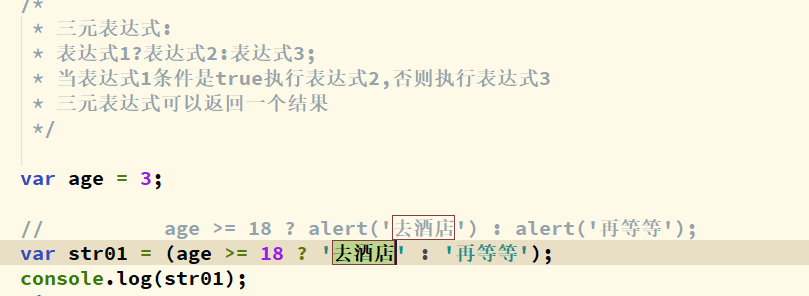 /*
* 三元表达式:
* 表达式1?表达式2:表达式3;
* 当表达式1条件是true执行表达式2,否则执行表达式3
* 三元表达式可以返回一个结果
*/
var age = 3;
// age >= 18 ? alert('去酒店') : alert('再等等');
var str01 = (age >= 18 ? '去酒店' : '再等等');
console.log(str01);